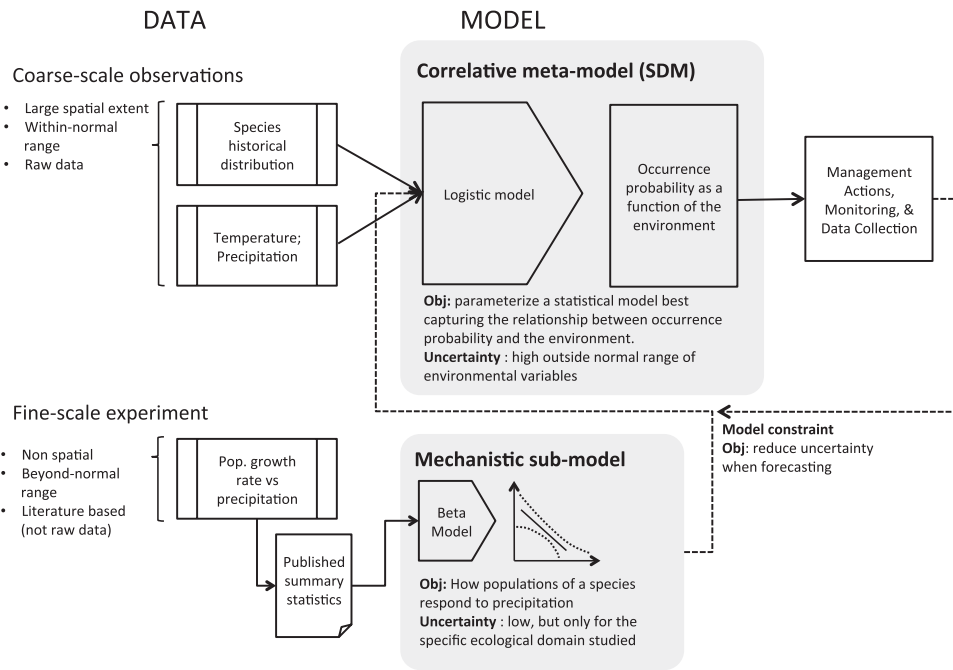 DATA
MODEL
Coarse-scale observations
• Large spatial extent
• Within-normal
range
• Raw data
Species
historical
distribution
Temperature;
Precipitation
Correlative meta-model (SDM)
Logistic model
Occurrence
probability as a
function of the
environment
Obj: parameterize a statistical model best
capturing the relationship between occurrence
probability and the environment.
Uncertainty : high outside normal range of
environmental variables
Management
Actions,
Monitoring, &
Data Collection
Fine-scale experiment
• Non spatial
• Beyond-normal
range
• Literature based
(not raw data)
Pop. growth
rate vs
precipitation
Published
summary
statistics
Mechanistic sub-model
Beta
Model
Obj: How populations of a species
respond to precipitation
Uncertainty : low, but only for the
specific ecological domain studied
Model constraint
Obj: reduce uncertainty
when forecasting